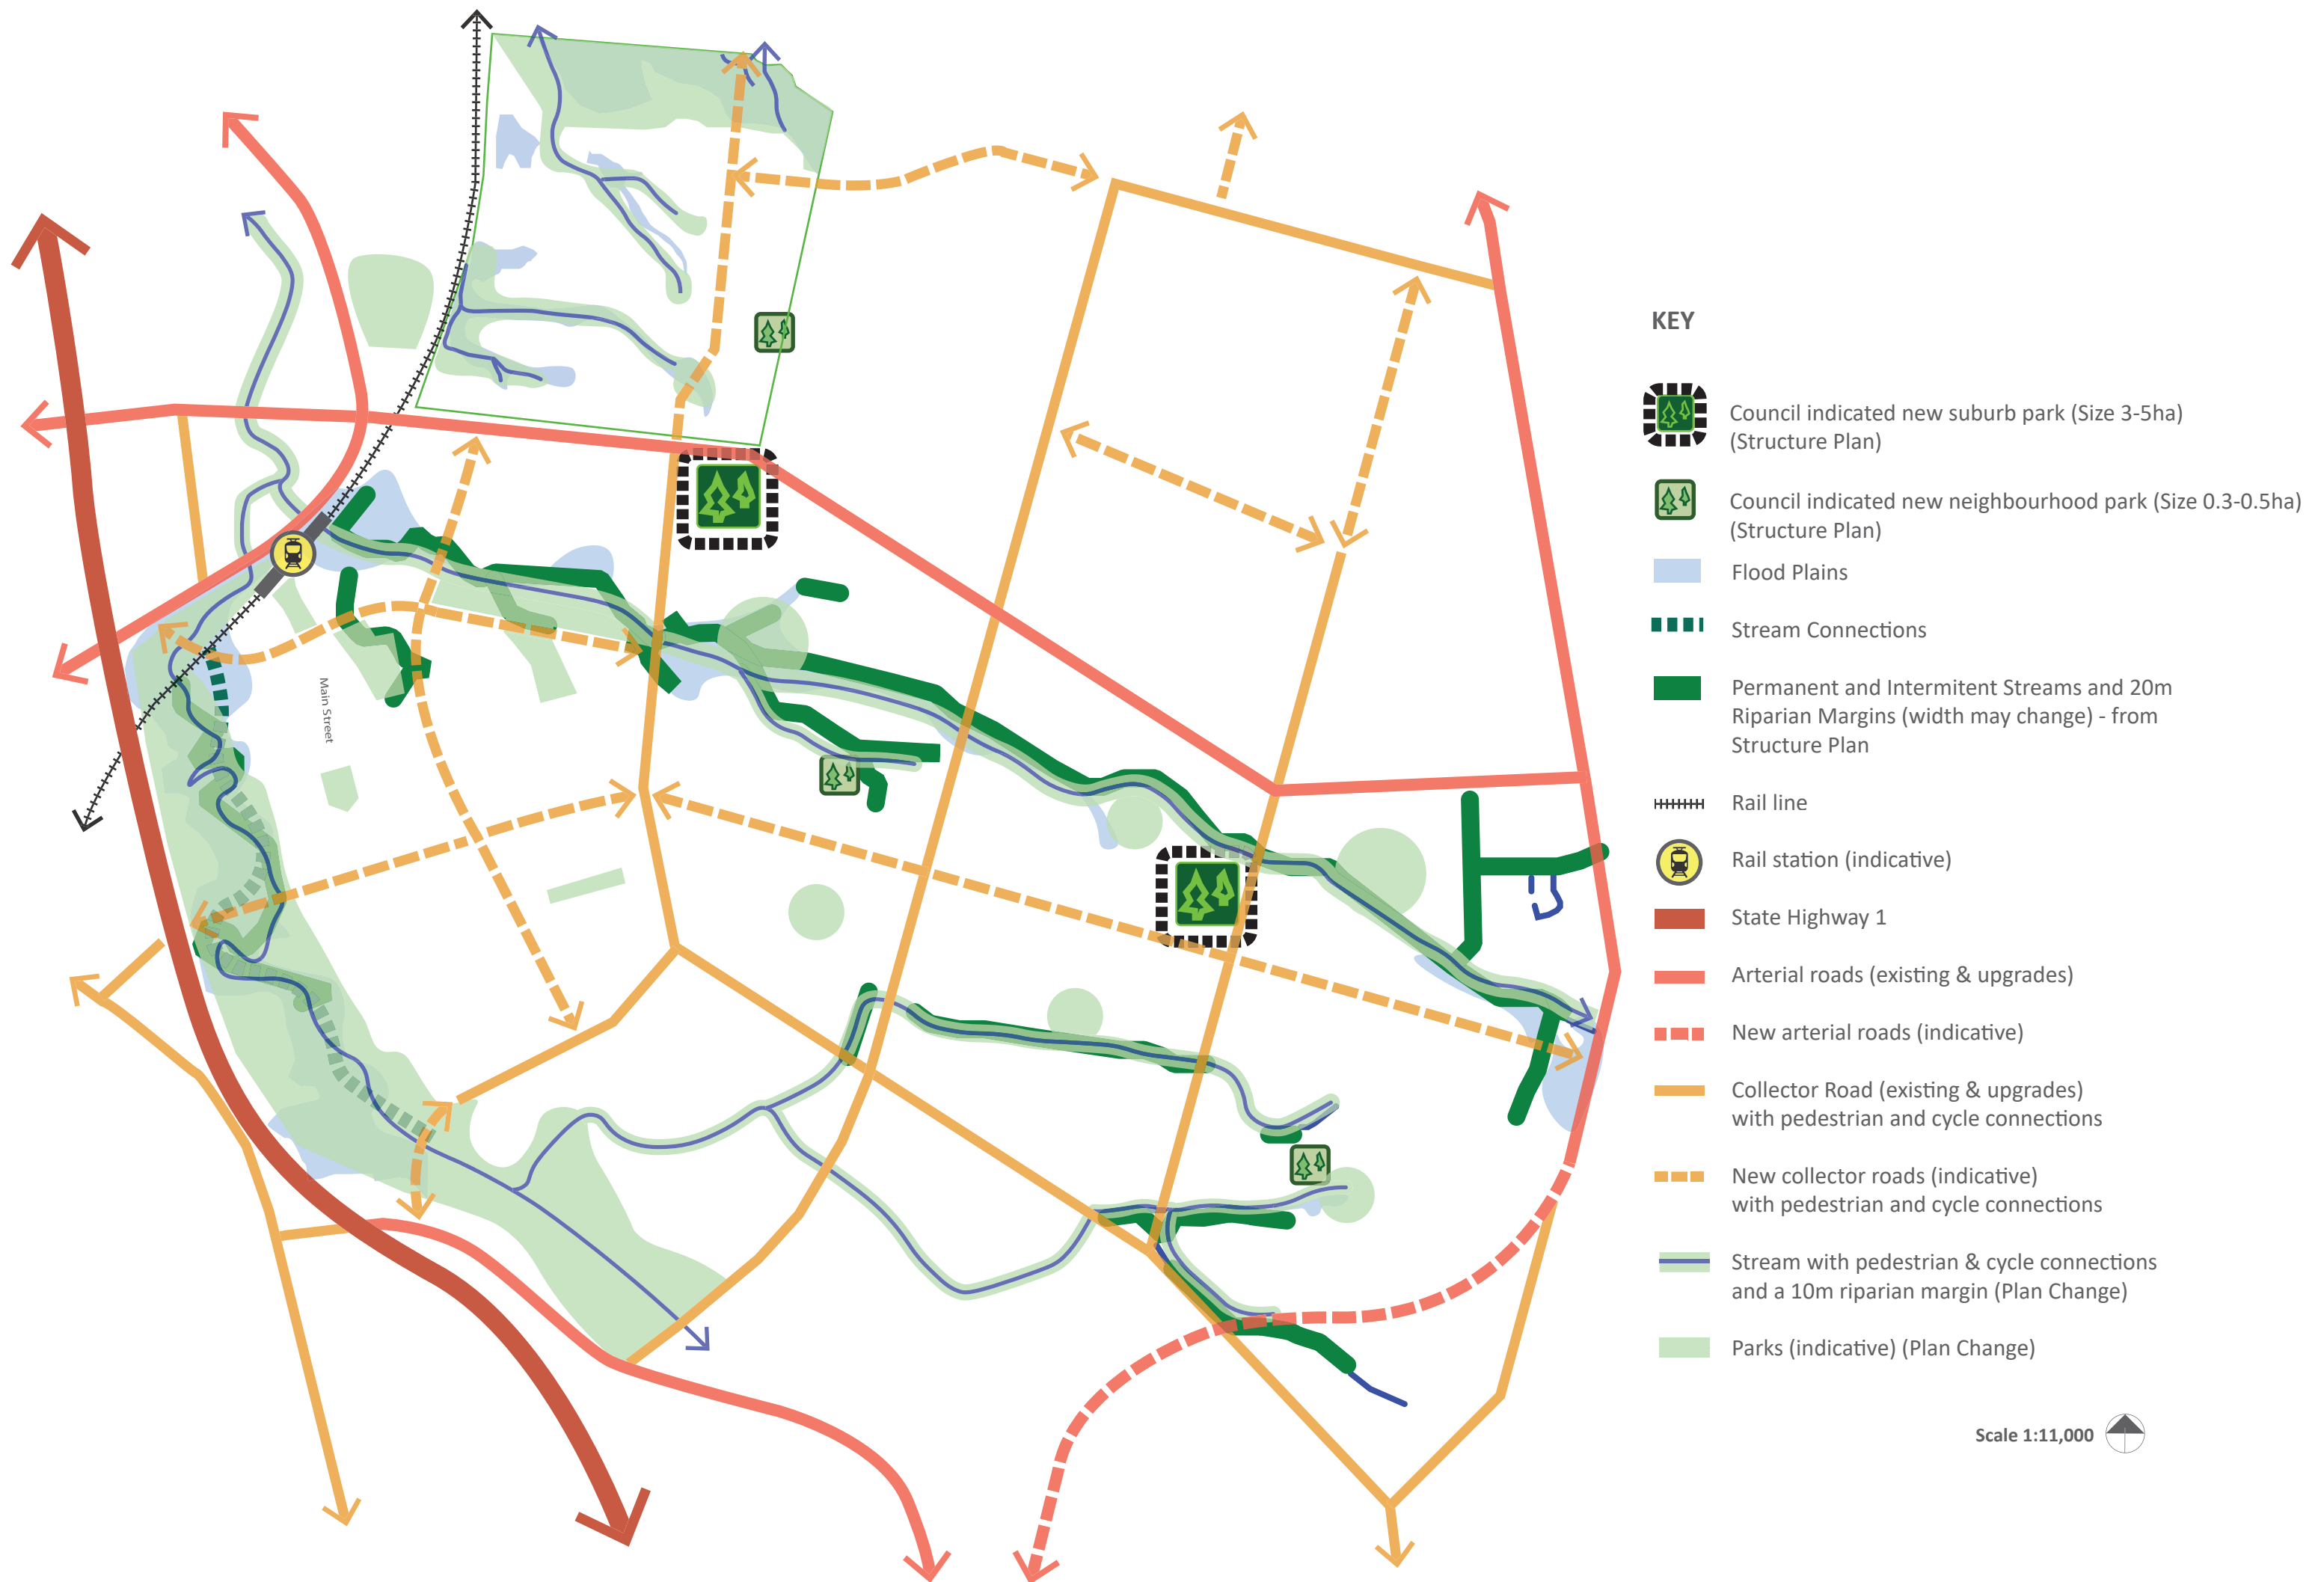 Main Street
KEY
Council indicated new suburb park (Size 3-5ha)
(Structure Plan)
Council indicated new neighbourhood park (Size 0.3-0.5ha)
(Structure Plan)
Flood Plains
Stream Connections
Permanent and Intermitent Streams and 20m
Riparian Margins (width may change) - from
Structure Plan
Rail line
Rail station (indicative)
State Highway 1
Arterial roads (existing & upgrades)
New arterial roads (indicative)
Collector Road (existing & upgrades)
with pedestrian and cycle connections
New collector roads (indicative)
with pedestrian and cycle connections
Stream with pedestrian & cycle connections
and a 10m riparian margin (Plan Change)
Parks (indicative) (Plan Change)
Scale 1:11,000